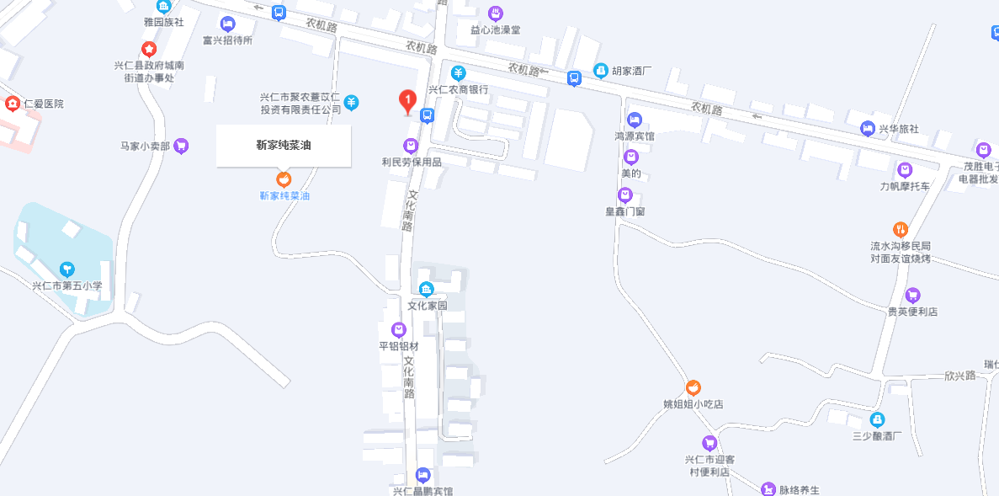 路
雅园族社
富兴招待所
农机路
益心池澡堂
农机路
兴仁县政府城南
街道办事处
农机路
胡家酒厂
兴仁农商银行
仁爱医院
兴仁市聚农薏苡仁
投资有限责任公司
1
农机路
鸿源宾馆
兴华旅社
马家小卖部
靳家纯菜油
利民劳保用品
美的
茂胜电子
电器批发
力帆摩托车
靳家纯菜油
文化南路
皇鑫门窗
流水沟移民局
对面友谊烧烤
兴仁市第五小学
文化家园
贵英便利店
平铝铝材
文化南路
瑞仕
欣兴路
姚姐姐小吃店
三少酿酒厂
兴仁市迎客
村便利店
兴仁晶鹏宾馆
脉络养生